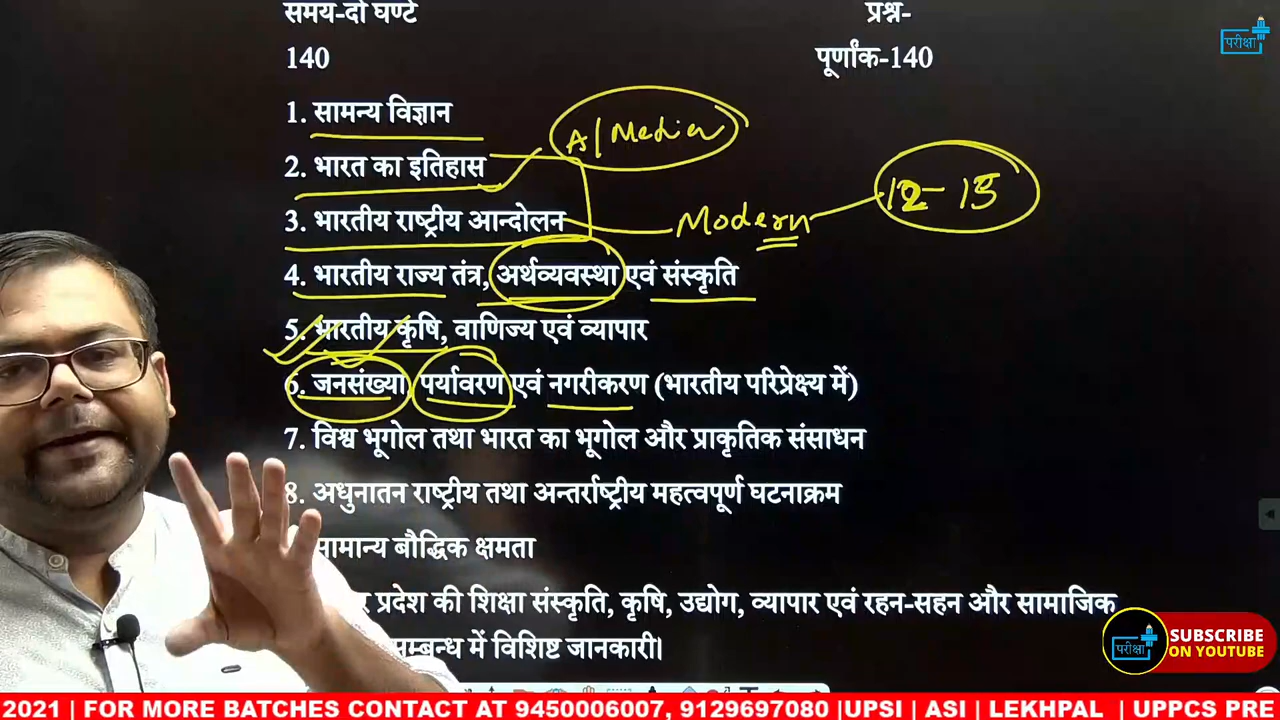 समय-दो घण्टे प्रश्न-
140 पूर्णांक-140
परीक्षा
1. सामन्य विज्ञान
A/Medien
2. भारत का इतिहास
12-15
3. भारतीय राष्ट्रीय आन्दोलन Modern
4. भारतीय राज्य तंत्र, अर्थव्यवस्था एवं संस्कृति
5. भारतीय कृषि, वाणिज्य एवं व्यापार
6. जनसंख्या, पर्यावरण एवं नगरीकरण (भारतीय परिप्रेक्ष्य में)
7. विश्व भूगोल तथा भारत का भूगोल और प्राकृतिक संसाधन
8. अधुनातन राष्ट्रीय तथा अन्तर्राष्ट्रीय महत्वपूर्ण घटनाक्रम
सामान्य बौद्धिक क्षमता
प्रदेश की शिक्षा संस्कृति, कृषि, उद्योग, व्यापार एवं रहन-सहन और सामाजिक
सम्बन्ध में विशिष्ट जानकारी।
परीक्षा
SUBSCRIBE
ON YOUTUBE
2021 | FOR MORE BATCHES CONTACT AT 9450006007, 9129697080 |UPSI | ASI | LEKHPAL | UPPCS PRE